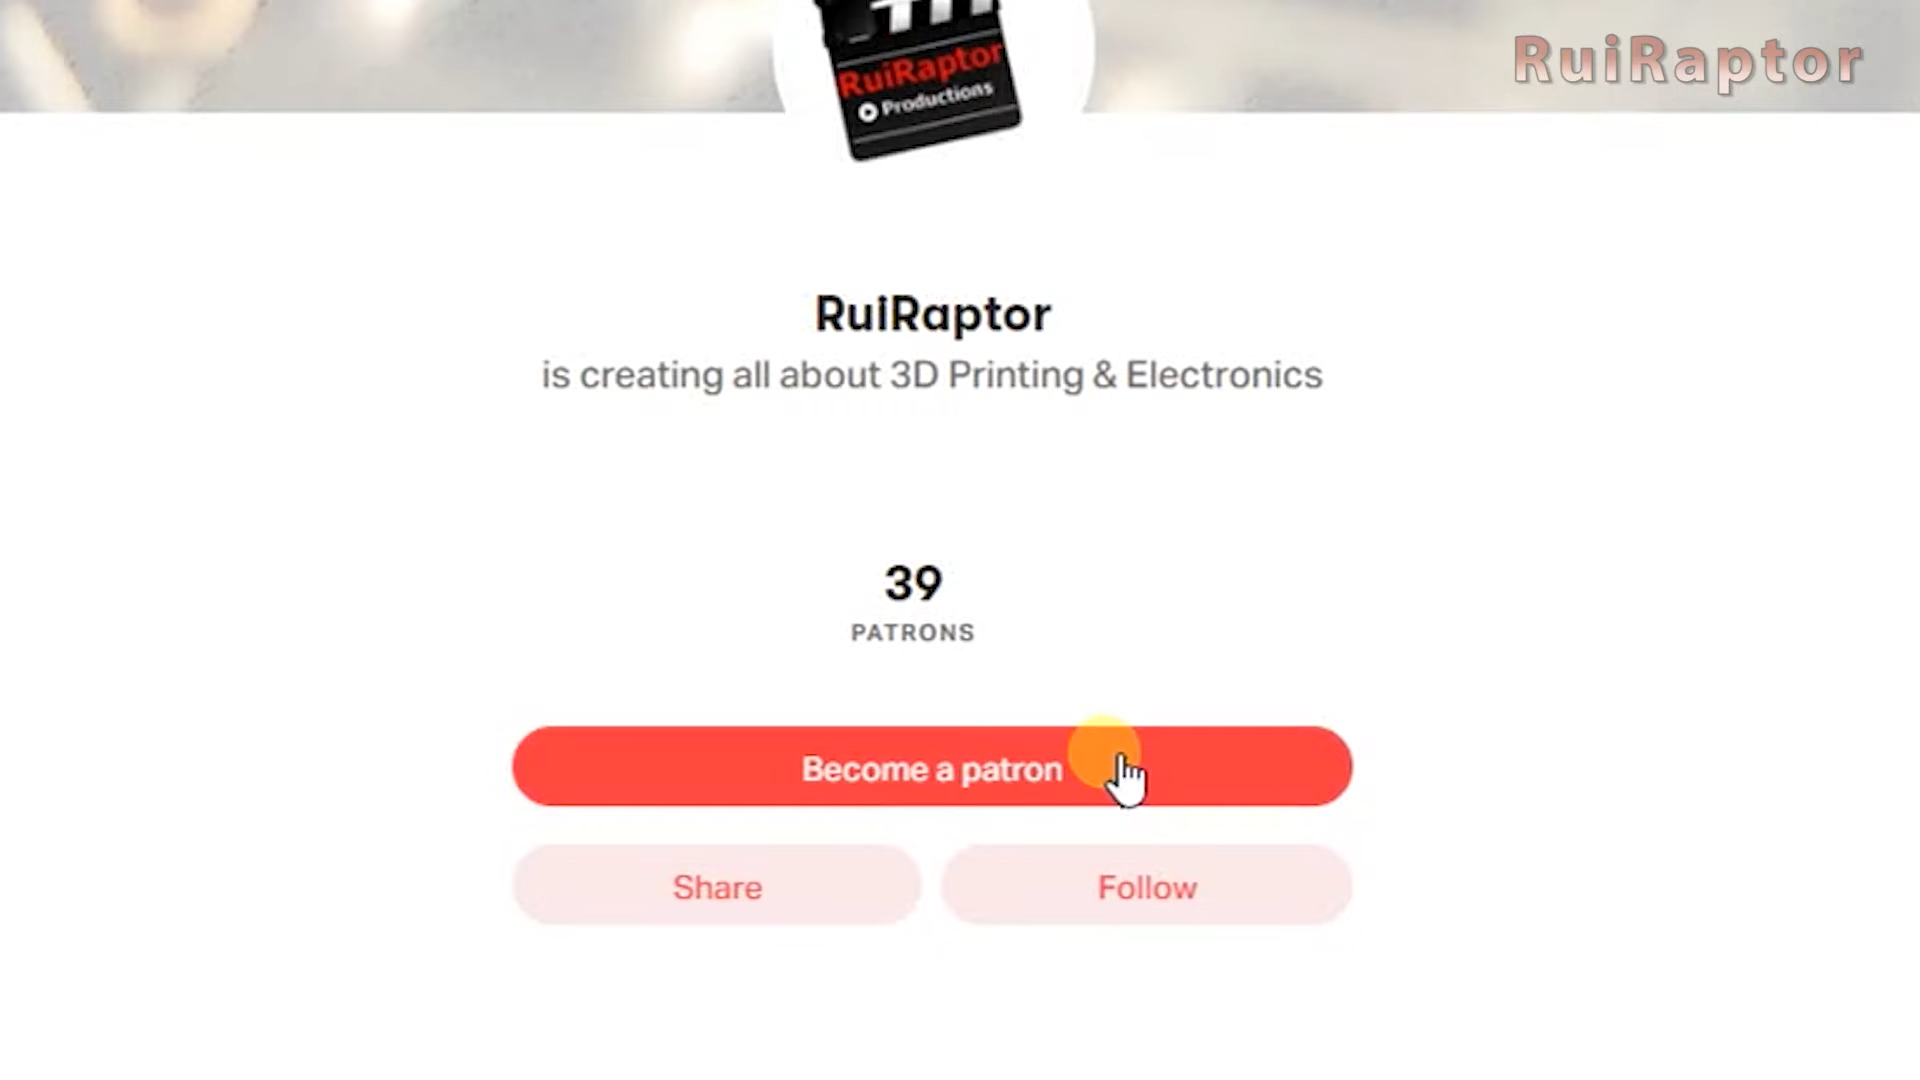 RuiRaptor
RuiRaptor
Productions
RuiRaptor
is creating all about 3D Printing & Electronics
39
PATRONS
Become a patron
Share
Follow